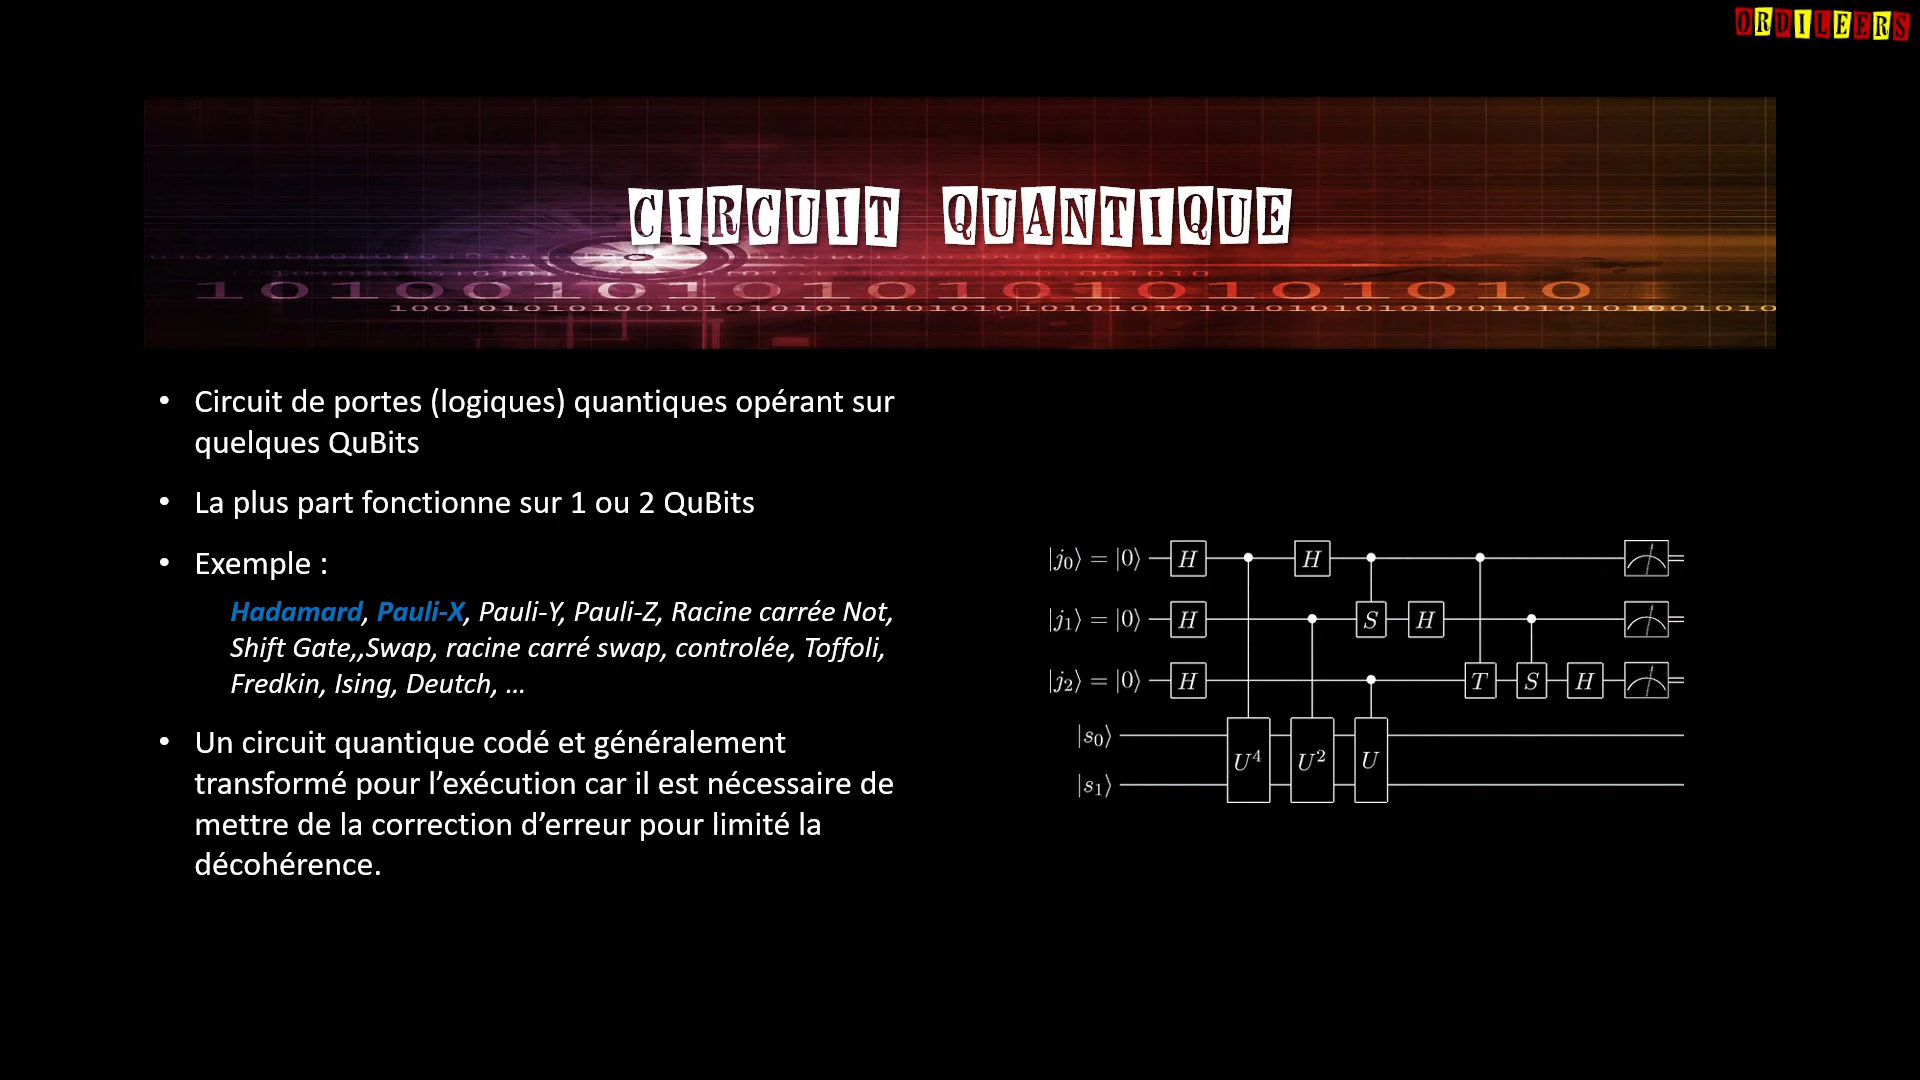 ORDILEERS
CIRCUIT QUANTIQUE
1010010101010101010101010
• Circuit de portes (logiques) quantiques opérant sur
quelques QuBits
• La plus part fonctionne sur 1 ou 2 QuBits
• Exemple :
Hadamard, Pauli-X, Pauli-Y, Pauli-Z, Racine carrée Not,
Shift Gate,,Swap, racine carré swap, controlée, Toffoli,
Fredkin, Ising, Deutch, …
• Un circuit quantique codé et généralement
transformé pour l’exécution car il est nécessaire de
mettre de la correction d’erreur pour limité la
décohérence.
|j₀⟩ = |0⟩ H H
|j₁⟩ = |0⟩ H S H
|j₂⟩ = |0⟩ H T S H
|s₀⟩
U⁴ U² U
|s₁⟩